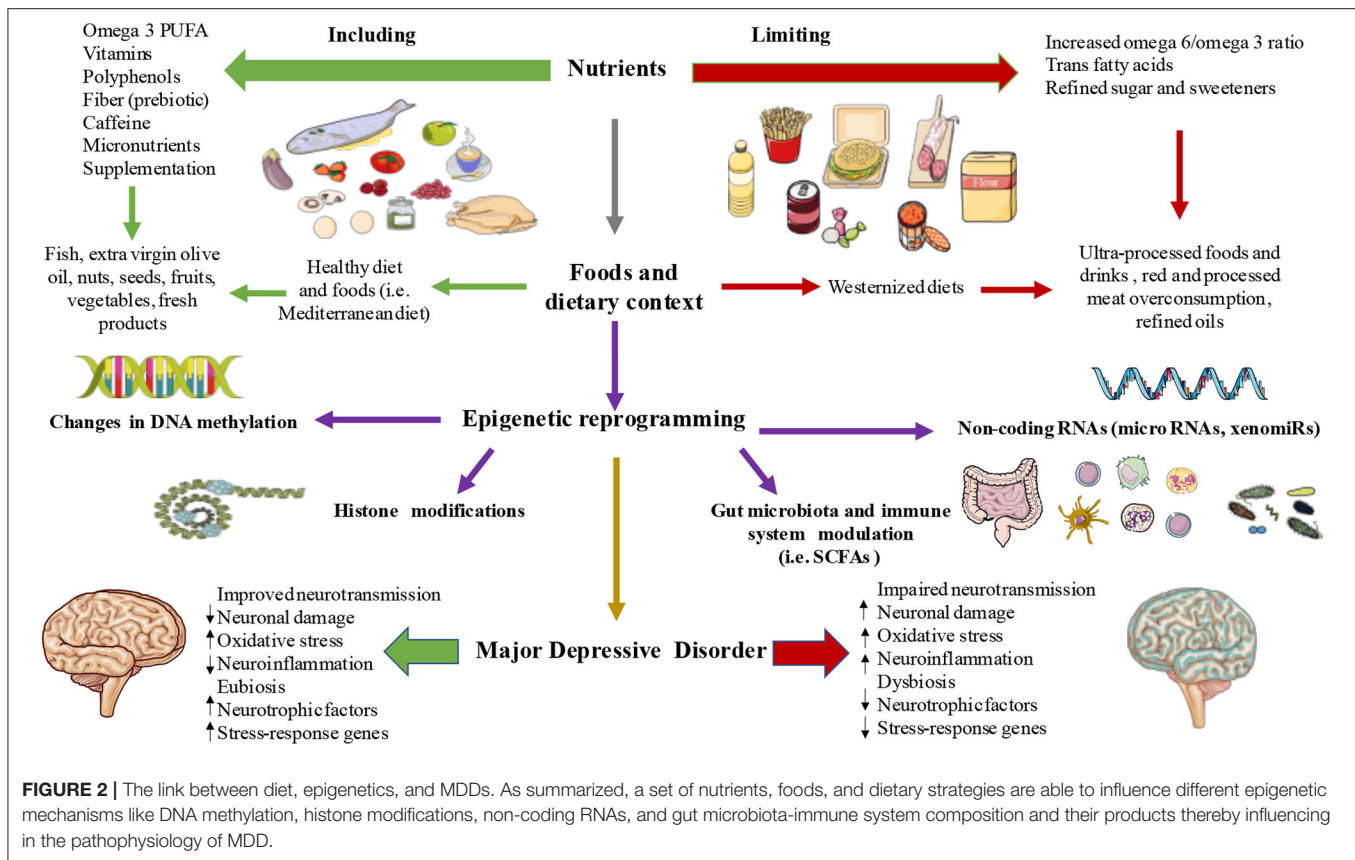 Omega 3 PUFA
Vitamins
Polyphenols
Fiber (prebiotic)
Caffeine
Micronutrients
Supplementation
Including
Nutrients
Limiting
Increased omega 6/omega 3 ratio
Trans fatty acids
Refined sugar and sweeteners
Flour
Fish, extra virgin olive
oil, nuts, seeds, fruits,
vegetables, fresh
products
Healthy diet
and foods (i.e.
Mediterranean diet)
Foods and
dietary context
Westernized diets
Ultra-processed foods and
drinks , red and processed
meat overconsumption ,
refined oils
Changes in DNA methylation
Epigenetic reprogramming
Non-coding RNAs (micro RNAs, xenomiRs)
Histone modifications
Gut microbiota and immune
system modulation
(i.e. SCFAs )
Improved neurotransmission
↓ Neuronal damage
↑ Oxidative stress
↓ Neuroinflammation
Eubiosis
↑ Neurotrophic factors
↑ Stress-response genes
Major Depressive Disorder
Impaired neurotransmission
↑ Neuronal damage
↑ Oxidative stress
↑ Neuroinflammation
Dysbiosis
↓ Neurotrophic factors
↓ Stress-response genes
FIGURE 2 | The link between diet, epigenetics, and MDDs. As summarized, a set of nutrients, foods, and dietary strategies are able to influence different epigenetic
mechanisms like DNA methylation, histone modifications, non-coding RNAs, and gut microbiota-immune system composition and their products thereby influencing
in the pathophysiology of MDD.